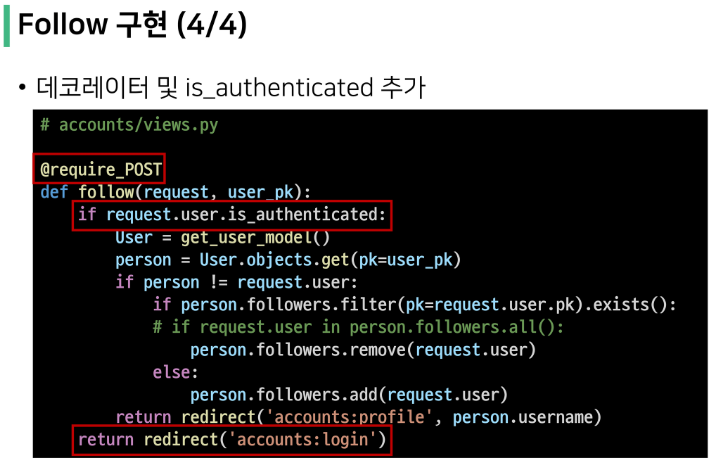 Follow 구현 (4/4)
• 데코레이터 및 is_authenticated 추가
# accounts/views.py
@require_POST
def follow(request, user_pk):
    if request.user.is_authenticated:
        User = get_user_model()
        person = User.objects.get(pk=user_pk)
        if person != request.user:
            if person.followers.filter(pk=request.user.pk).exists():
            # if request.user in person.followers.all():
                person.followers.remove(request.user)
            else:
                person.followers.add(request.user)
        return redirect('accounts:profile', person.username)
    return redirect('accounts:login')